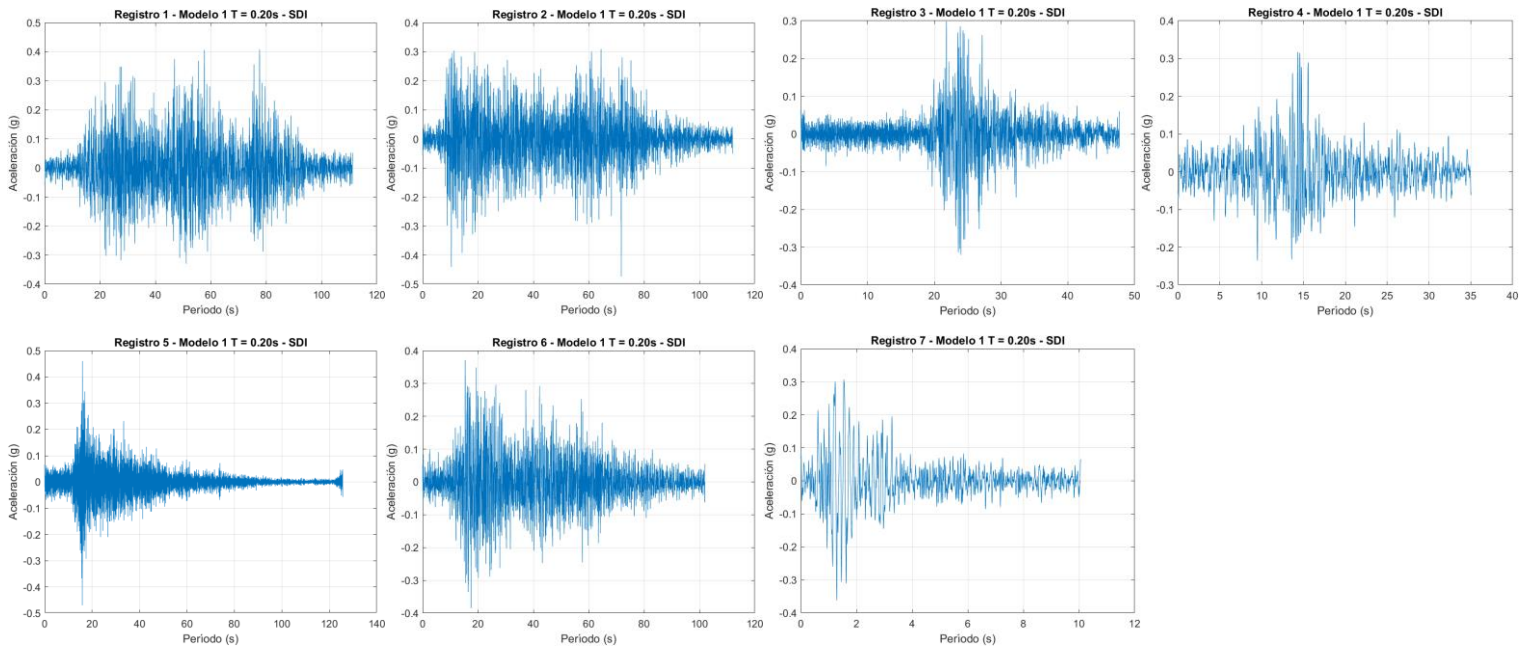 Registro 1 - Modelo 1 T = 0.20s - SDI
Aceleración (g)
0.5
0.4
0.3
0.2
0.1
0
-0.1
-0.2
-0.3
-0.4
0 20 40 60 80 100 120
Periodo (s)
Registro 2 - Modelo 1 T = 0.20s - SDI
Aceleración (g)
0.4
0.3
0.2
0.1
0
-0.1
-0.2
-0.3
-0.4
-0.5
0 20 40 60 80 100 120
Periodo (s)
Registro 3 - Modelo 1 T = 0.20s - SDI
Aceleración (g)
0.3
0.2
0.1
0
-0.1
-0.2
-0.3
-0.4
0 10 20 30 40 50
Periodo (s)
Registro 4 - Modelo 1 T = 0.20s - SDI
Aceleración (g)
0.4
0.3
0.2
0.1
0
-0.1
-0.2
-0.3
0 5 10 15 20 25 30 35 40
Periodo (s)
Registro 5 - Modelo 1 T = 0.20s - SDI
Aceleración (g)
0.5
0.4
0.3
0.2
0.1
0
-0.1
-0.2
-0.3
-0.4
-0.5
0 20 40 60 80 100 120 140
Periodo (s)
Registro 6 - Modelo 1 T = 0.20s - SDI
Aceleración (g)
0.4
0.3
0.2
0.1
0
-0.1
-0.2
-0.3
-0.4
0 20 40 60 80 100 120
Periodo (s)
Registro 7 - Modelo 1 T = 0.20s - SDI
Aceleración (g)
0.4
0.3
0.2
0.1
0
-0.1
-0.2
-0.3
-0.4
0 2 4 6 8 10 12
Periodo (s)